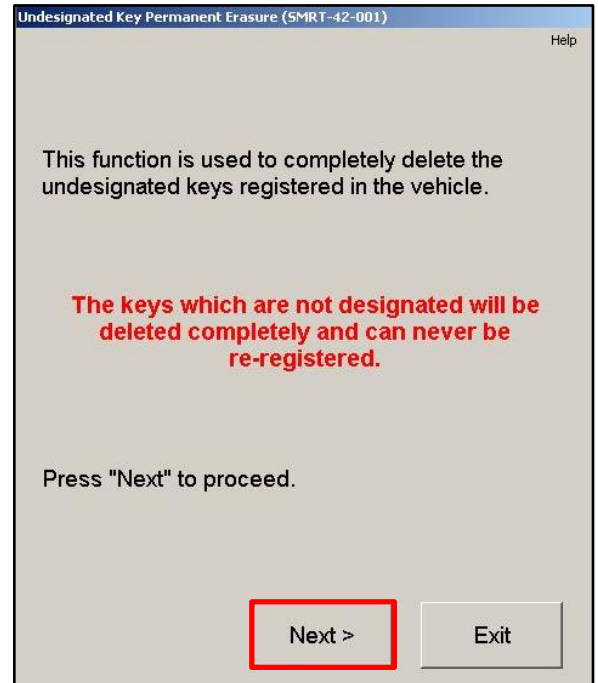 Undesignated Key Permanent Erasure (SMRT-42-001)
Help
This function is used to completely delete the
undesignated keys registered in the vehicle.
The keys which are not designated will be
deleted completely and can never be
re-registered.
Press "Next" to proceed.
Next >
Exit